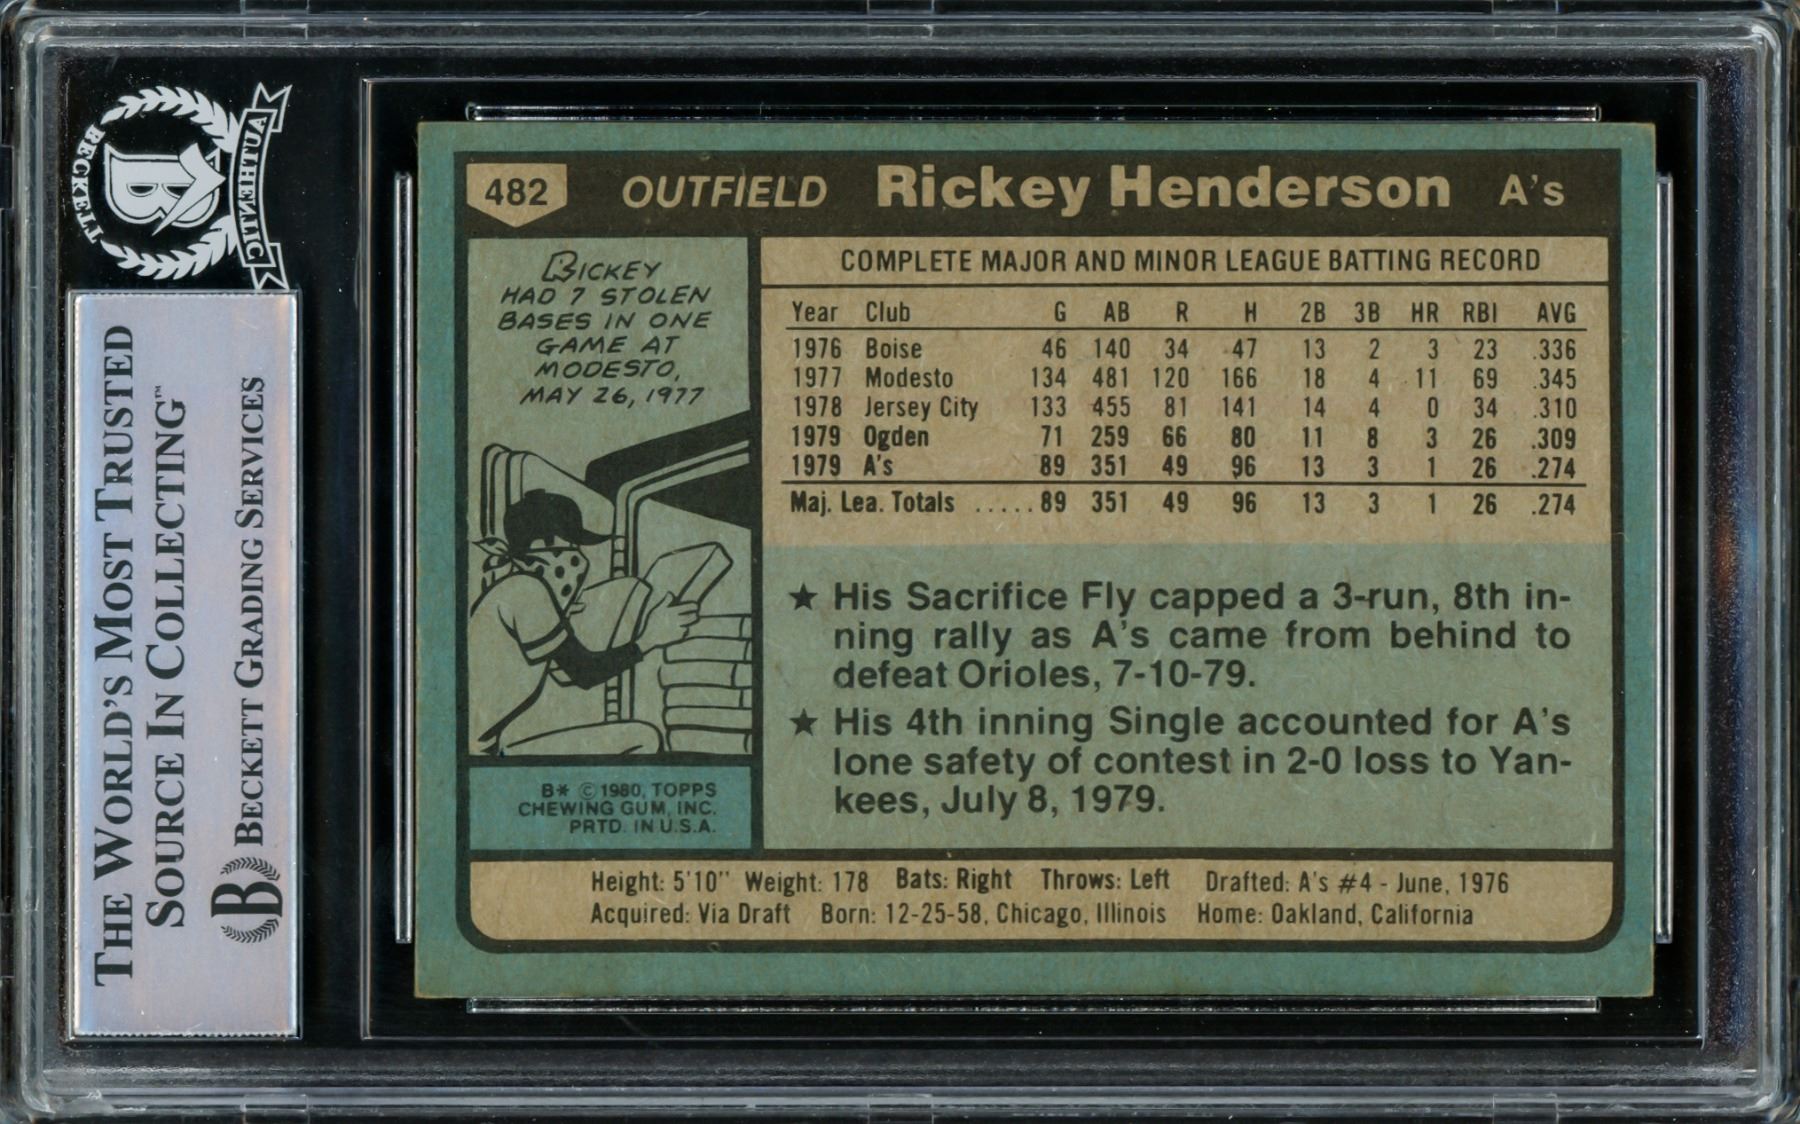 BECKETT
AUTHENTIC
B
THE WORLD'S MOST TRUSTED
SOURCE IN COLLECTING™
B BECKETT GRADING SERVICES
482 OUTFIELD Rickey Henderson A's
RICKEY
HAD 7 STOLEN
BASES IN ONE
GAME AT
MODESTO,
MAY 26, 1977
B* © 1980, TOPPS
CHEWING GUM, INC.
PRTD. IN U.S.A.
COMPLETE MAJOR AND MINOR LEAGUE BATTING RECORD
Year Club G AB R H 2B 3B HR RBI AVG
1976 Boise 46 140 34 47 13 2 3 23 .336
1977 Modesto 134 481 120 166 18 4 11 69 .345
1978 Jersey City 133 455 81 141 14 4 0 34 .310
1979 Ogden 71 259 66 80 11 8 3 26 .309
1979 A's 89 351 49 96 13 3 1 26 .274
Maj. Lea. Totals ..... 89 351 49 96 13 3 1 26 .274
★ His Sacrifice Fly capped a 3-run, 8th in-
ning rally as A's came from behind to
defeat Orioles, 7-10-79.
★ His 4th inning Single accounted for A's
lone safety of contest in 2-0 loss to Yan-
kees, July 8, 1979.
Height: 5'10" Weight: 178 Bats: Right Throws: Left Drafted: A's #4 - June, 1976
Acquired: Via Draft Born: 12-25-58, Chicago, Illinois Home: Oakland, California